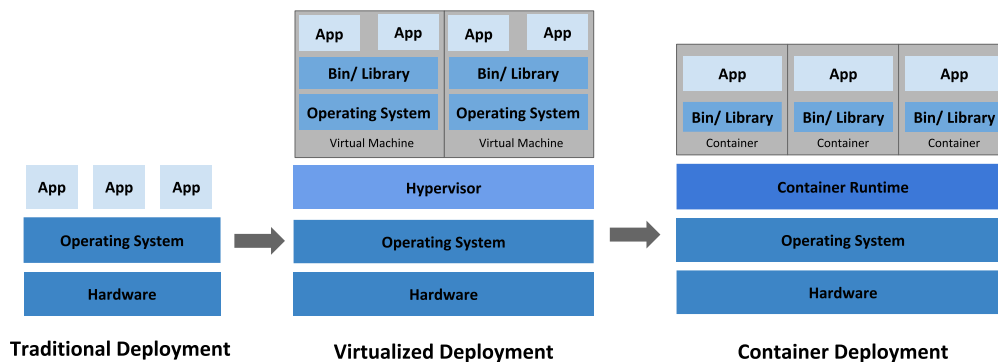 App
App
App
Operating System
Hardware
Traditional Deployment
App
App
App
App
Bin/ Library
Bin/ Library
Operating System
Operating System
Virtual Machine
Virtual Machine
Hypervisor
Operating System
Hardware
Virtualized Deployment
App
App
App
Bin/ Library
Bin/ Library
Bin/ Library
Container
Container
Container
Container Runtime
Operating System
Hardware
Container Deployment